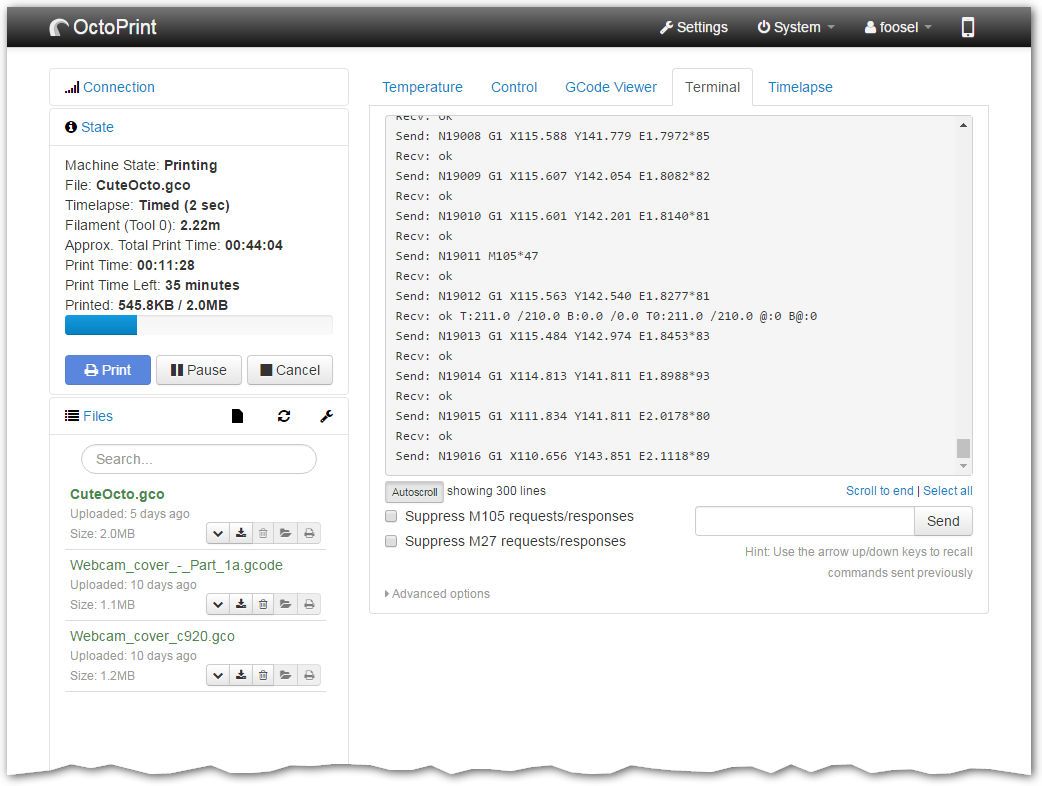 OctoPrint
Settings
System
foosel
Connection
State
Machine State: Printing
File: CuteOcto.gco
Timelapse: Timed (2 sec)
Filament (Tool 0): 2.22m
Approx. Total Print Time: 00:44:04
Print Time: 00:11:28
Print Time Left: 35 minutes
Printed: 545.8KB / 2.0MB
Print
Pause
Cancel
Files
Search...
CuteOcto.gco
Uploaded: 5 days ago
Size: 2.0MB
Webcam_cover_-_Part_1a.gcode
Uploaded: 10 days ago
Size: 1.1MB
Webcam_cover_c920.gco
Uploaded: 10 days ago
Size: 1.2MB
Temperature
Control
GCode Viewer
Terminal
Timelapse
Recv: ok
Send: N19008 G1 X115.588 Y141.779 E1.7972*85
Recv: ok
Send: N19009 G1 X115.607 Y142.054 E1.8082*82
Recv: ok
Send: N19010 G1 X115.601 Y142.201 E1.8140*81
Recv: ok
Send: N19011 M105*47
Recv: ok
Send: N19012 G1 X115.563 Y142.540 E1.8277*81
Recv: ok T:211.0 /210.0 B:0.0 /0.0 T0:211.0 /210.0 @:0 B@:0
Send: N19013 G1 X115.484 Y142.974 E1.8453*83
Recv: ok
Send: N19014 G1 X114.813 Y141.811 E1.8988*93
Recv: ok
Send: N19015 G1 X111.834 Y141.811 E2.0178*80
Recv: ok
Send: N19016 G1 X110.656 Y143.851 E2.1118*89
Autoscroll showing 300 lines
Scroll to end | Select all
Suppress M105 requests/responses
Suppress M27 requests/responses
Send
Hint: Use the arrow up/down keys to recall
commands sent previously
Advanced options